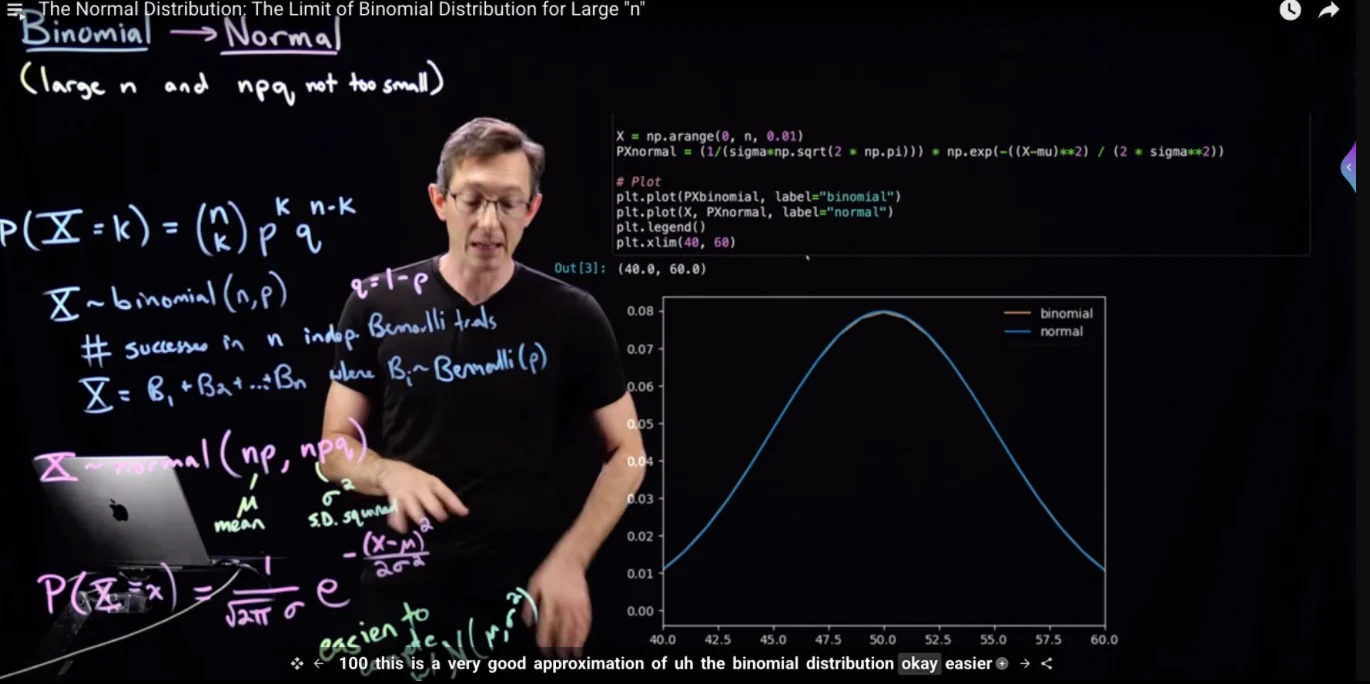 The Normal Distribution: The Limit of Binomial Distribution for Large "n"
Binomial → Normal
(large n and npq not too small)
P(X = k) = (n k) p^k q^n-k
q = 1-p
X ~ binomial (n, p)
# successes in n indep. Bernoulli trials
X = B₁ + B₂ + ... + Bn where Bi ~ Bernoulli (p)
X ~ normal (np, npq)
μ σ²
mean S.D. squared
P(X = x) = 1/√2π σ e^-(x-μ)²/2σ²
easier to
N(μ, σ²)
X = np.arange(0, n, 0.01)
PXnormal = (1/(sigma*np.sqrt(2 * np.pi))) * np.exp(-((X-mu)**2) / (2 * sigma**2))
# Plot
plt.plot(PXbinomial, label="binomial")
plt.plot(X, PXnormal, label="normal")
plt.legend()
plt.xlim(40, 60)
Out[3]: (40.0, 60.0)
binomial
normal
0.08
0.07
0.06
0.05
0.04
0.03
0.02
0.01
0.00
40.0 42.5 45.0 47.5 50.0 52.5 55.0 57.5 60.0
100 this is a very good approximation of uh the binomial distribution okay easier